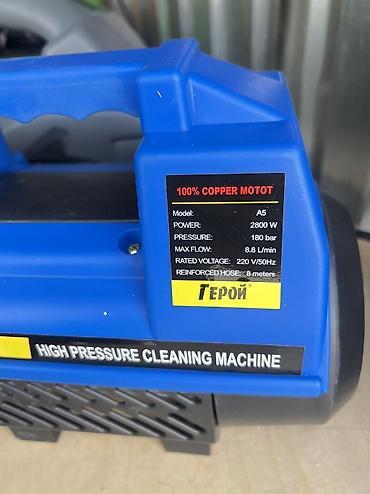 100% COPPER MOTOT
Model: A5
POWER: 2800 W
PRESSURE: 180 bar
MAX FLOW: 8.8 L/min
RATED VOLTAGE: 220 V/50Hz
REINFORCED HOSE: 8 meters
ГЕРОЙ
HIGH PRESSURE CLEANING MACHINE